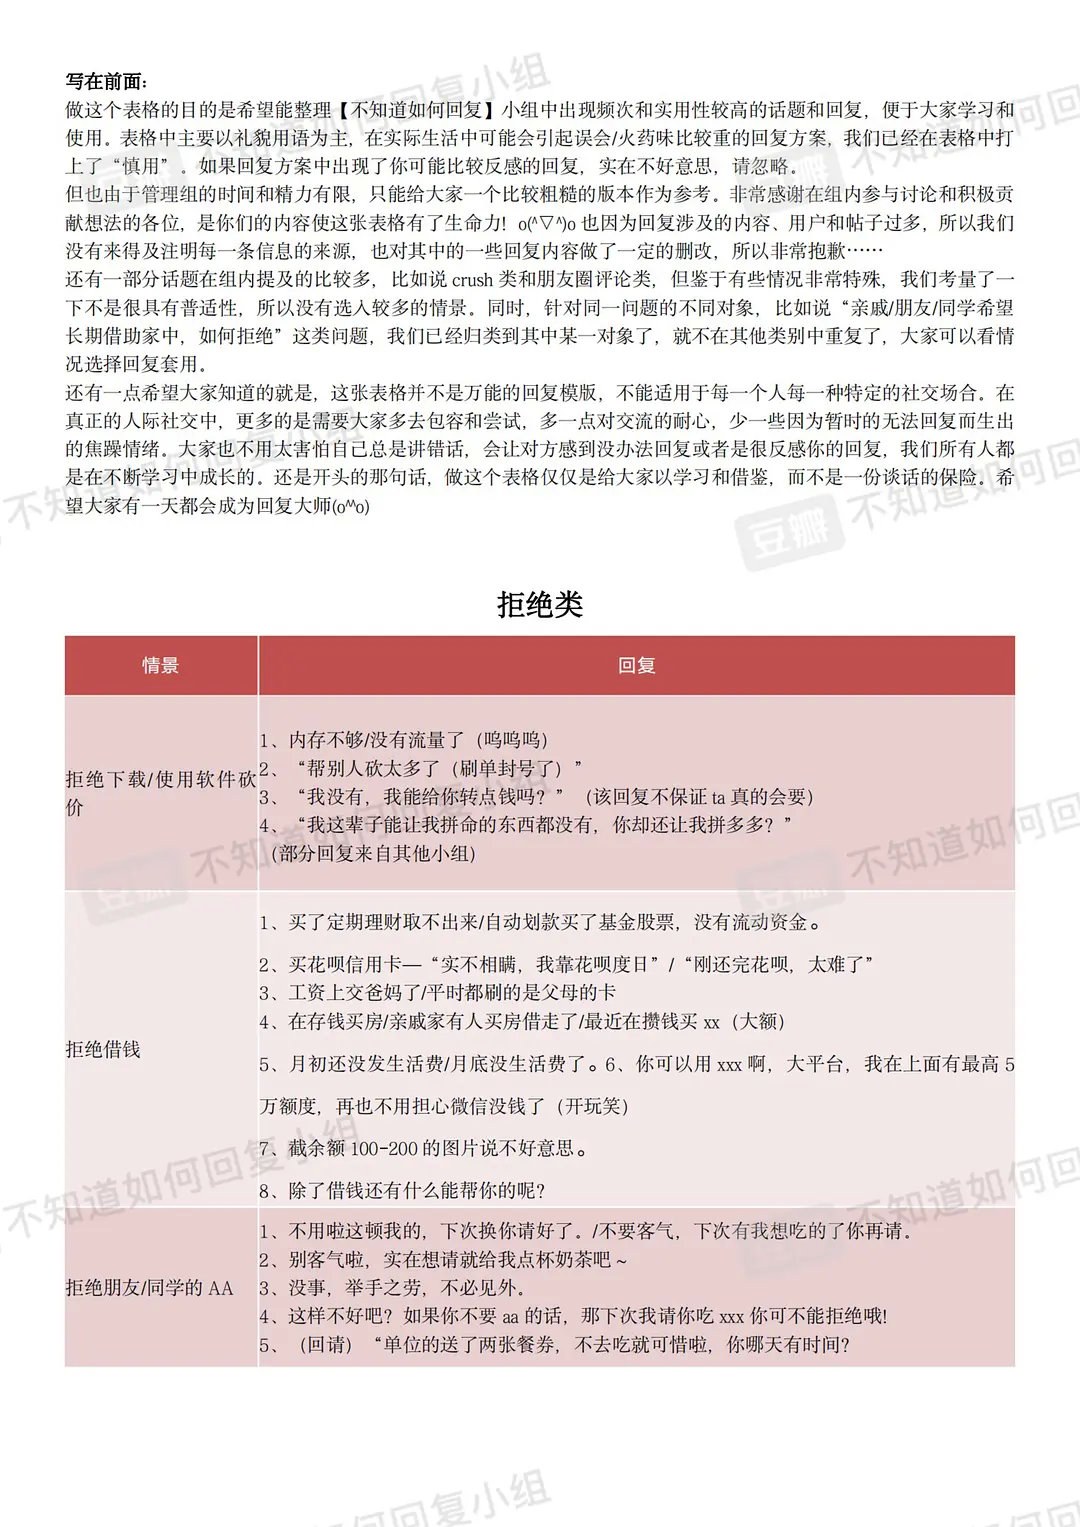 写在前面：
做这个表格的目的是希望能整理【不知道如何回复】小组中出现频次和实用性较高的话题和回复，便于大家学习和
使用。表格中主要以礼貌用语为主，在实际生活中可能会引起误会/火药味比较重的回复方案，我们已经在表格中打
上了“慎用”。如果回复方案中出现了你可能比较反感的回复，实在不好意思，请忽略。
但也由于管理组的时间和精力有限，只能给大家一个比较粗糙的版本作为参考。非常感谢在组内参与讨论和积极贡
献想法的各位，是你们的内容使这张表格有了生命力！o(^▽^)o 也因为回复涉及的内容、用户和帖子过多，所以我们
没有来得及注明每一条信息的来源，也对其中的一些回复内容做了一定的删改，所以非常抱歉……
还有一部分话题在组内提及的比较多，比如说 crush 类和朋友圈评论类，但鉴于有些情况非常特殊，我们考量了一
下不是很具有普适性，所以没有选入较多的情景。同时，针对同一问题的不同对象，比如说“亲戚/朋友/同学希望
长期借助家中，如何拒绝”这类问题，我们已经归类到其中某一对象了，就不在其他类别中重复了，大家可以看情
况选择回复套用。
还有一点希望大家知道的就是，这张表格并不是万能的回复模版，不能适用于每一个人每一种特定的社交场合。在
真正的人际社交中，更多的是需要大家多去包容和尝试，多一点对交流的耐心，少一些因为暂时的无法回复而生出
的焦躁情绪。大家也不用太害怕自己总是讲错话，会让对方感到没办法回复或者是很反感你的回复，我们所有人都
是在不断学习中成长的。还是开头的那句话，做这个表格仅仅是给大家以学习和借鉴，而不是一份谈话的保险。希
望大家有一天都会成为回复大师(o^^o)
拒绝类
情景
回复
拒绝下载/使用软件砍
价
1、内存不够/没有流量了（呜呜呜）
2、“帮别人砍太多了（刷单封号了）”
3、“我没有，我能给你转点钱吗？”（该回复不保证 ta 真的会要）
4、“我这辈子能让我拼命的东西都没有，你却还让我拼多多？”
（部分回复来自其他小组）
拒绝借钱
1、买了定期理财取不出来/自动划款买了基金股票，没有流动资金。
2、买花呗信用卡—“实不相瞒，我靠花呗度日”/“刚还完花呗，太难了”
3、工资上交爸妈了/平时都刷的是父母的卡
4、在存钱买房/亲戚家有人买房借走了/最近在攒钱买 xx（大额）
5、月初还没发生活费/月底没生活费了。6、你可以用 xxx 啊，大平台，我在上面有最高 5
万额度，再也不用担心微信没钱了（开玩笑）
7、截余额 100-200 的图片说不好意思。
8、除了借钱还有什么能帮你的呢？
拒绝朋友/同学的 AA
1、不用啦这顿我的，下次换你请好了。/不要客气，下次有我想吃的了你再请。
2、别客气啦，实在想请就给我点杯奶茶吧～
3、没事，举手之劳，不必见外。
4、这样不好吧？如果你不要 aa 的话，那下次我请你吃 xxx 你可不能拒绝哦！
5、（回请）“单位的送了两张餐券，不去吃就可惜啦，你哪天有时间？
豆瓣 不知道如何回复小组